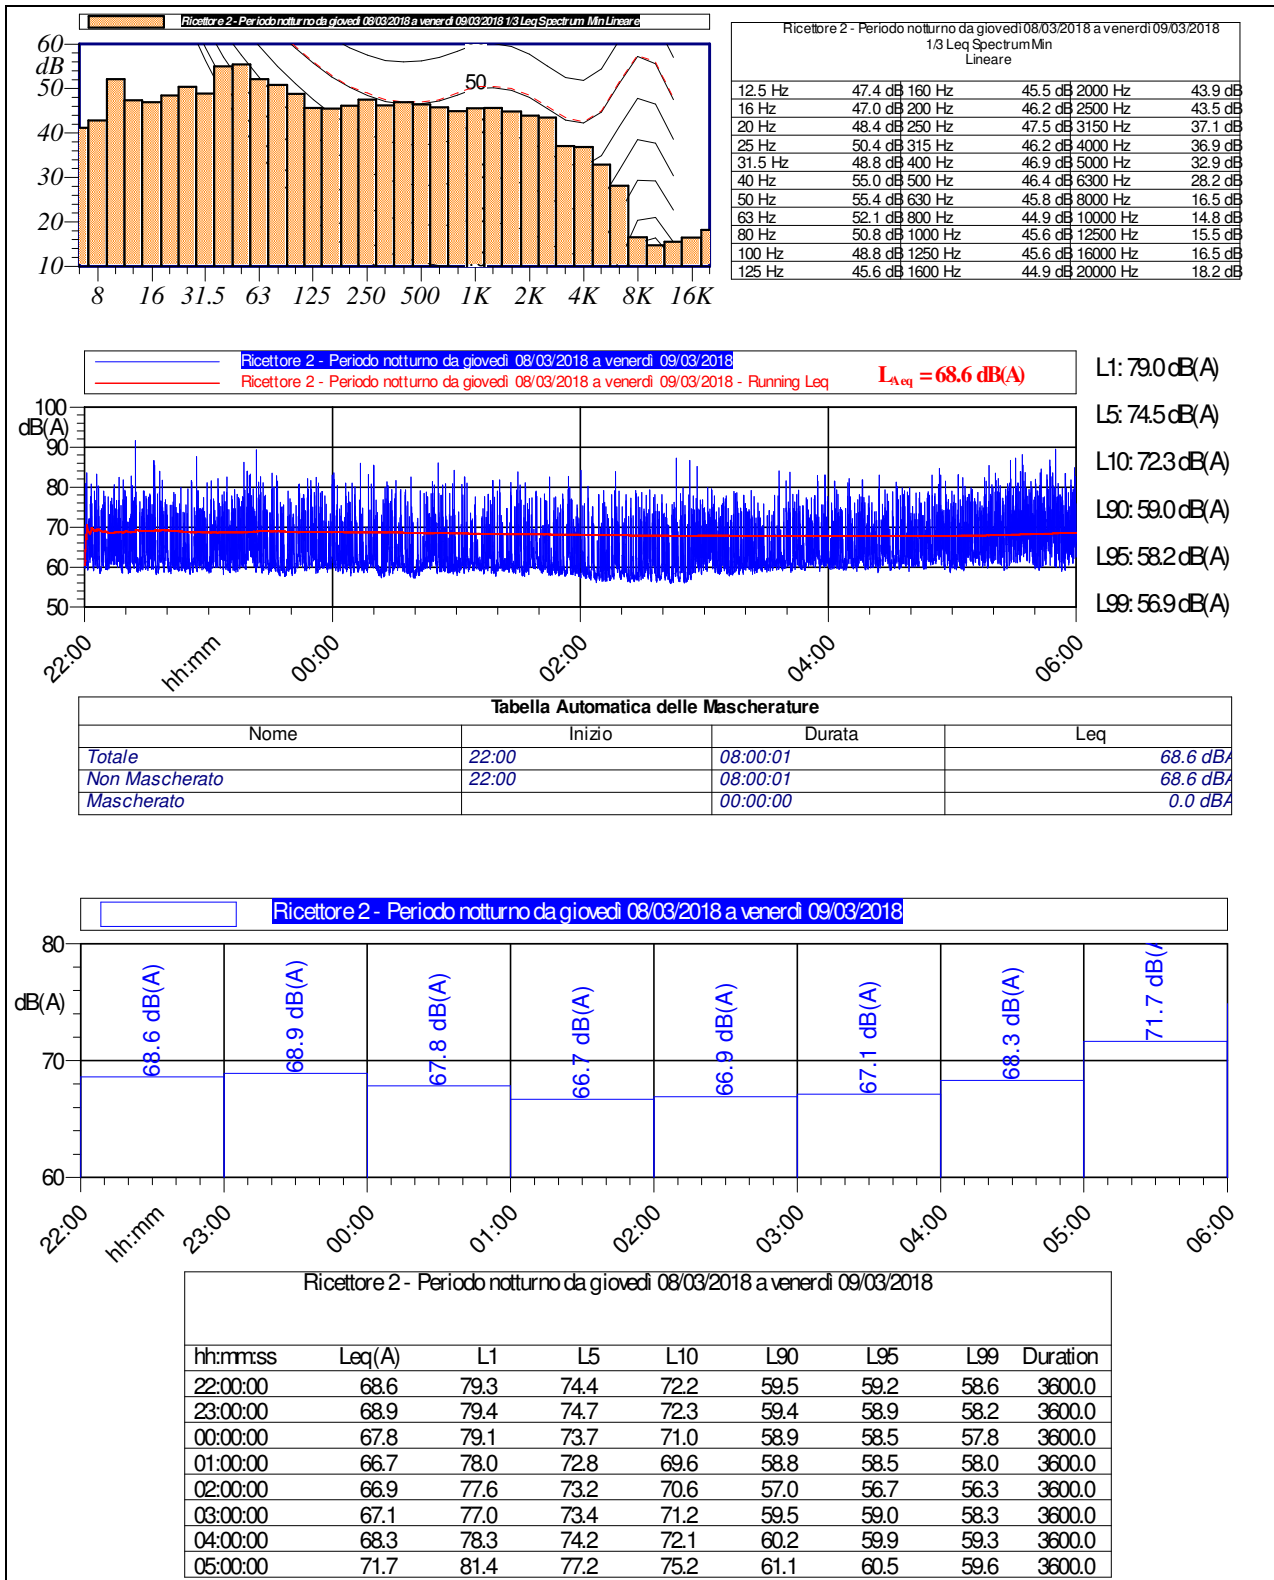 Ricettore 2 - Periodo notturno da giovedì 08/03/2018 a venerdì 09/03/2018 1/3 Leq Spectrum Min Lineare
60
dB
50
40
30
20
10
50
8 16 31.5 63 125 250 500 1K 2K 4K 8K 16K
Ricettore 2 - Periodo notturno da giovedì 08/03/2018 a venerdì 09/03/2018
1/3 Leq Spectrum Min
Lineare
12.5 Hz 47.4 dB 160 Hz 45.5 dB 2000 Hz 43.9 dB
16 Hz 47.0 dB 200 Hz 46.2 dB 2500 Hz 43.5 dB
20 Hz 48.4 dB 250 Hz 47.5 dB 3150 Hz 37.1 dB
25 Hz 50.4 dB 315 Hz 46.2 dB 4000 Hz 36.9 dB
31.5 Hz 48.8 dB 400 Hz 46.9 dB 5000 Hz 32.9 dB
40 Hz 55.0 dB 500 Hz 46.4 dB 6300 Hz 28.2 dB
50 Hz 55.4 dB 630 Hz 45.8 dB 8000 Hz 16.5 dB
63 Hz 52.1 dB 800 Hz 44.9 dB 10000 Hz 14.8 dB
80 Hz 50.8 dB 1000 Hz 45.6 dB 12500 Hz 15.5 dB
100 Hz 48.8 dB 1250 Hz 45.6 dB 16000 Hz 16.5 dB
125 Hz 45.6 dB 1600 Hz 44.9 dB 20000 Hz 18.2 dB
Ricettore 2 - Periodo notturno da giovedì 08/03/2018 a venerdì 09/03/2018
Ricettore 2 - Periodo notturno da giovedì 08/03/2018 a venerdì 09/03/2018 - Running Leq
LAeq = 68.6 dB(A)
100
dB(A)
90
80
70
60
50
22:00 hh:mm 00:00 02:00 04:00 06:00
L1: 79.0 dB(A)
L5: 74.5 dB(A)
L10: 72.3 dB(A)
L90: 59.0 dB(A)
L95: 58.2 dB(A)
L99: 56.9 dB(A)
Tabella Automatica delle Mascherature
Nome Inizio Durata Leq
Totale 22:00 08:00:01 68.6 dBA
Non Mascherato 22:00 08:00:01 68.6 dBA
Mascherato 00:00:00 0.0 dBA
Ricettore 2 - Periodo notturno da giovedì 08/03/2018 a venerdì 09/03/2018
80
dB(A)
70
60
68.6 dB(A)
68.9 dB(A)
67.8 dB(A)
66.7 dB(A)
66.9 dB(A)
67.1 dB(A)
68.3 dB(A)
71.7 dB(A
22:00 hh:mm 23:00 00:00 01:00 02:00 03:00 04:00 05:00 06:00
Ricettore 2 - Periodo notturno da giovedì 08/03/2018 a venerdì 09/03/2018
hh:mm:ss Leq(A) L1 L5 L10 L90 L95 L99 Duration
22:00:00 68.6 79.3 74.4 72.2 59.5 59.2 58.6 3600.0
23:00:00 68.9 79.4 74.7 72.3 59.4 58.9 58.2 3600.0
00:00:00 67.8 79.1 73.7 71.0 58.9 58.5 57.8 3600.0
01:00:00 66.7 78.0 72.8 69.6 58.8 58.5 58.0 3600.0
02:00:00 66.9 77.6 73.2 70.6 57.0 56.7 56.3 3600.0
03:00:00 67.1 77.0 73.4 71.2 59.5 59.0 58.3 3600.0
04:00:00 68.3 78.3 74.2 72.1 60.2 59.9 59.3 3600.0
05:00:00 71.7 81.4 77.2 75.2 61.1 60.5 59.6 3600.0